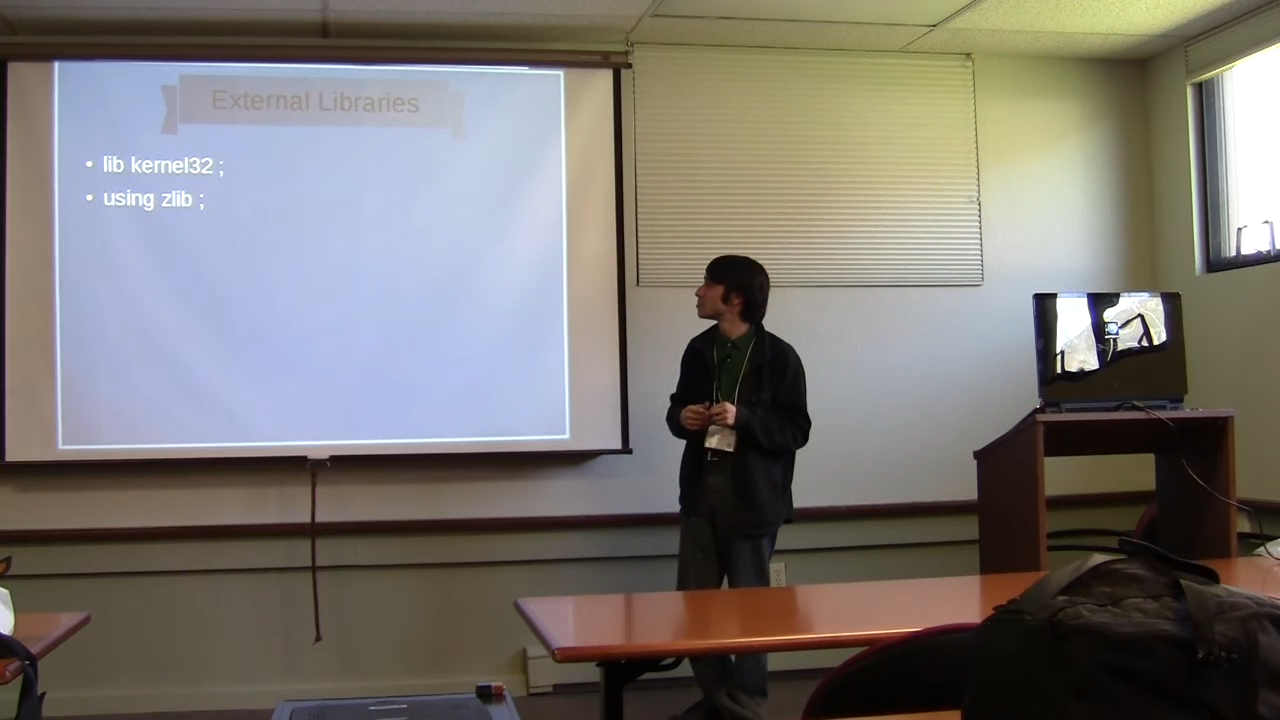 External Libraries
• lib kernel32 ;
• using zlib ;